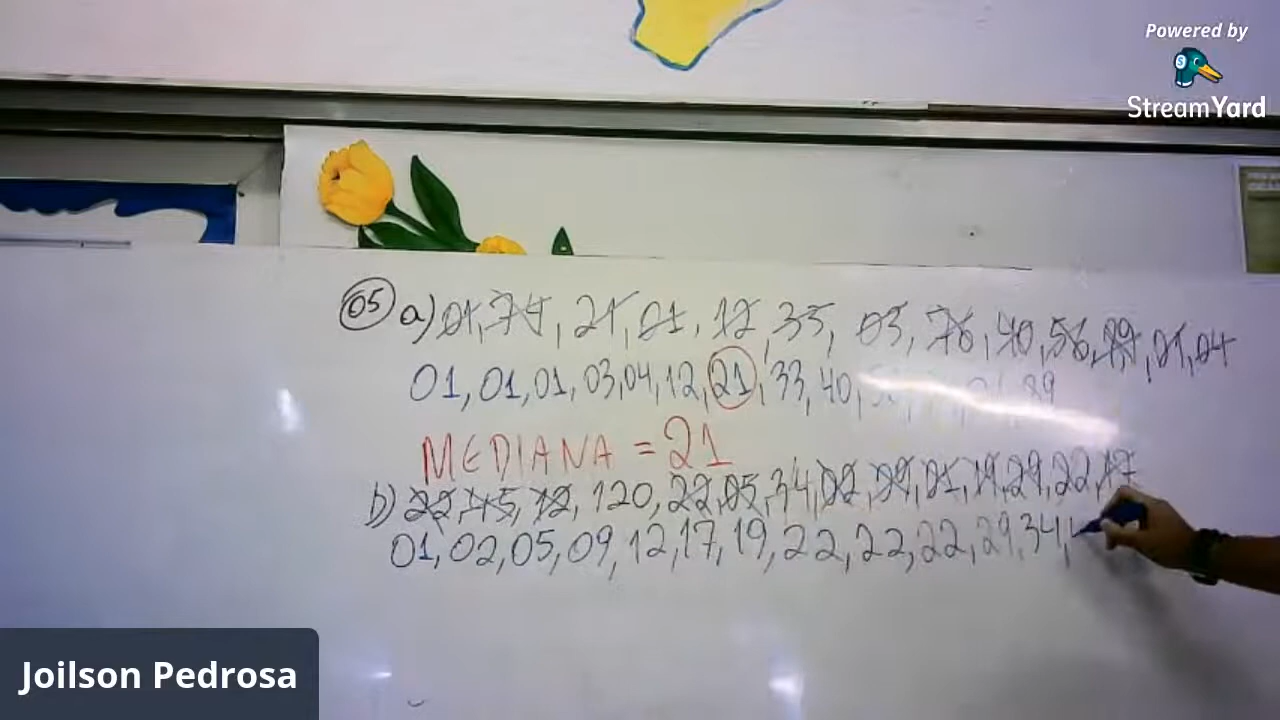 Powered by
StreamYard
05 a) 01, 74, 21, 01, 12, 33, 03, 76, 40, 56, 89, 01, 04
01, 01, 01, 03, 04, 12, 21, 33, 40, 89
MEDIANA = 21
b) 22, 45, 12, 120, 22, 05, 34, 02, 09, 01, 19, 29, 22, 17
01, 02, 05, 09, 12, 17, 19, 22, 22, 22, 29, 34,
Joilson Pedrosa